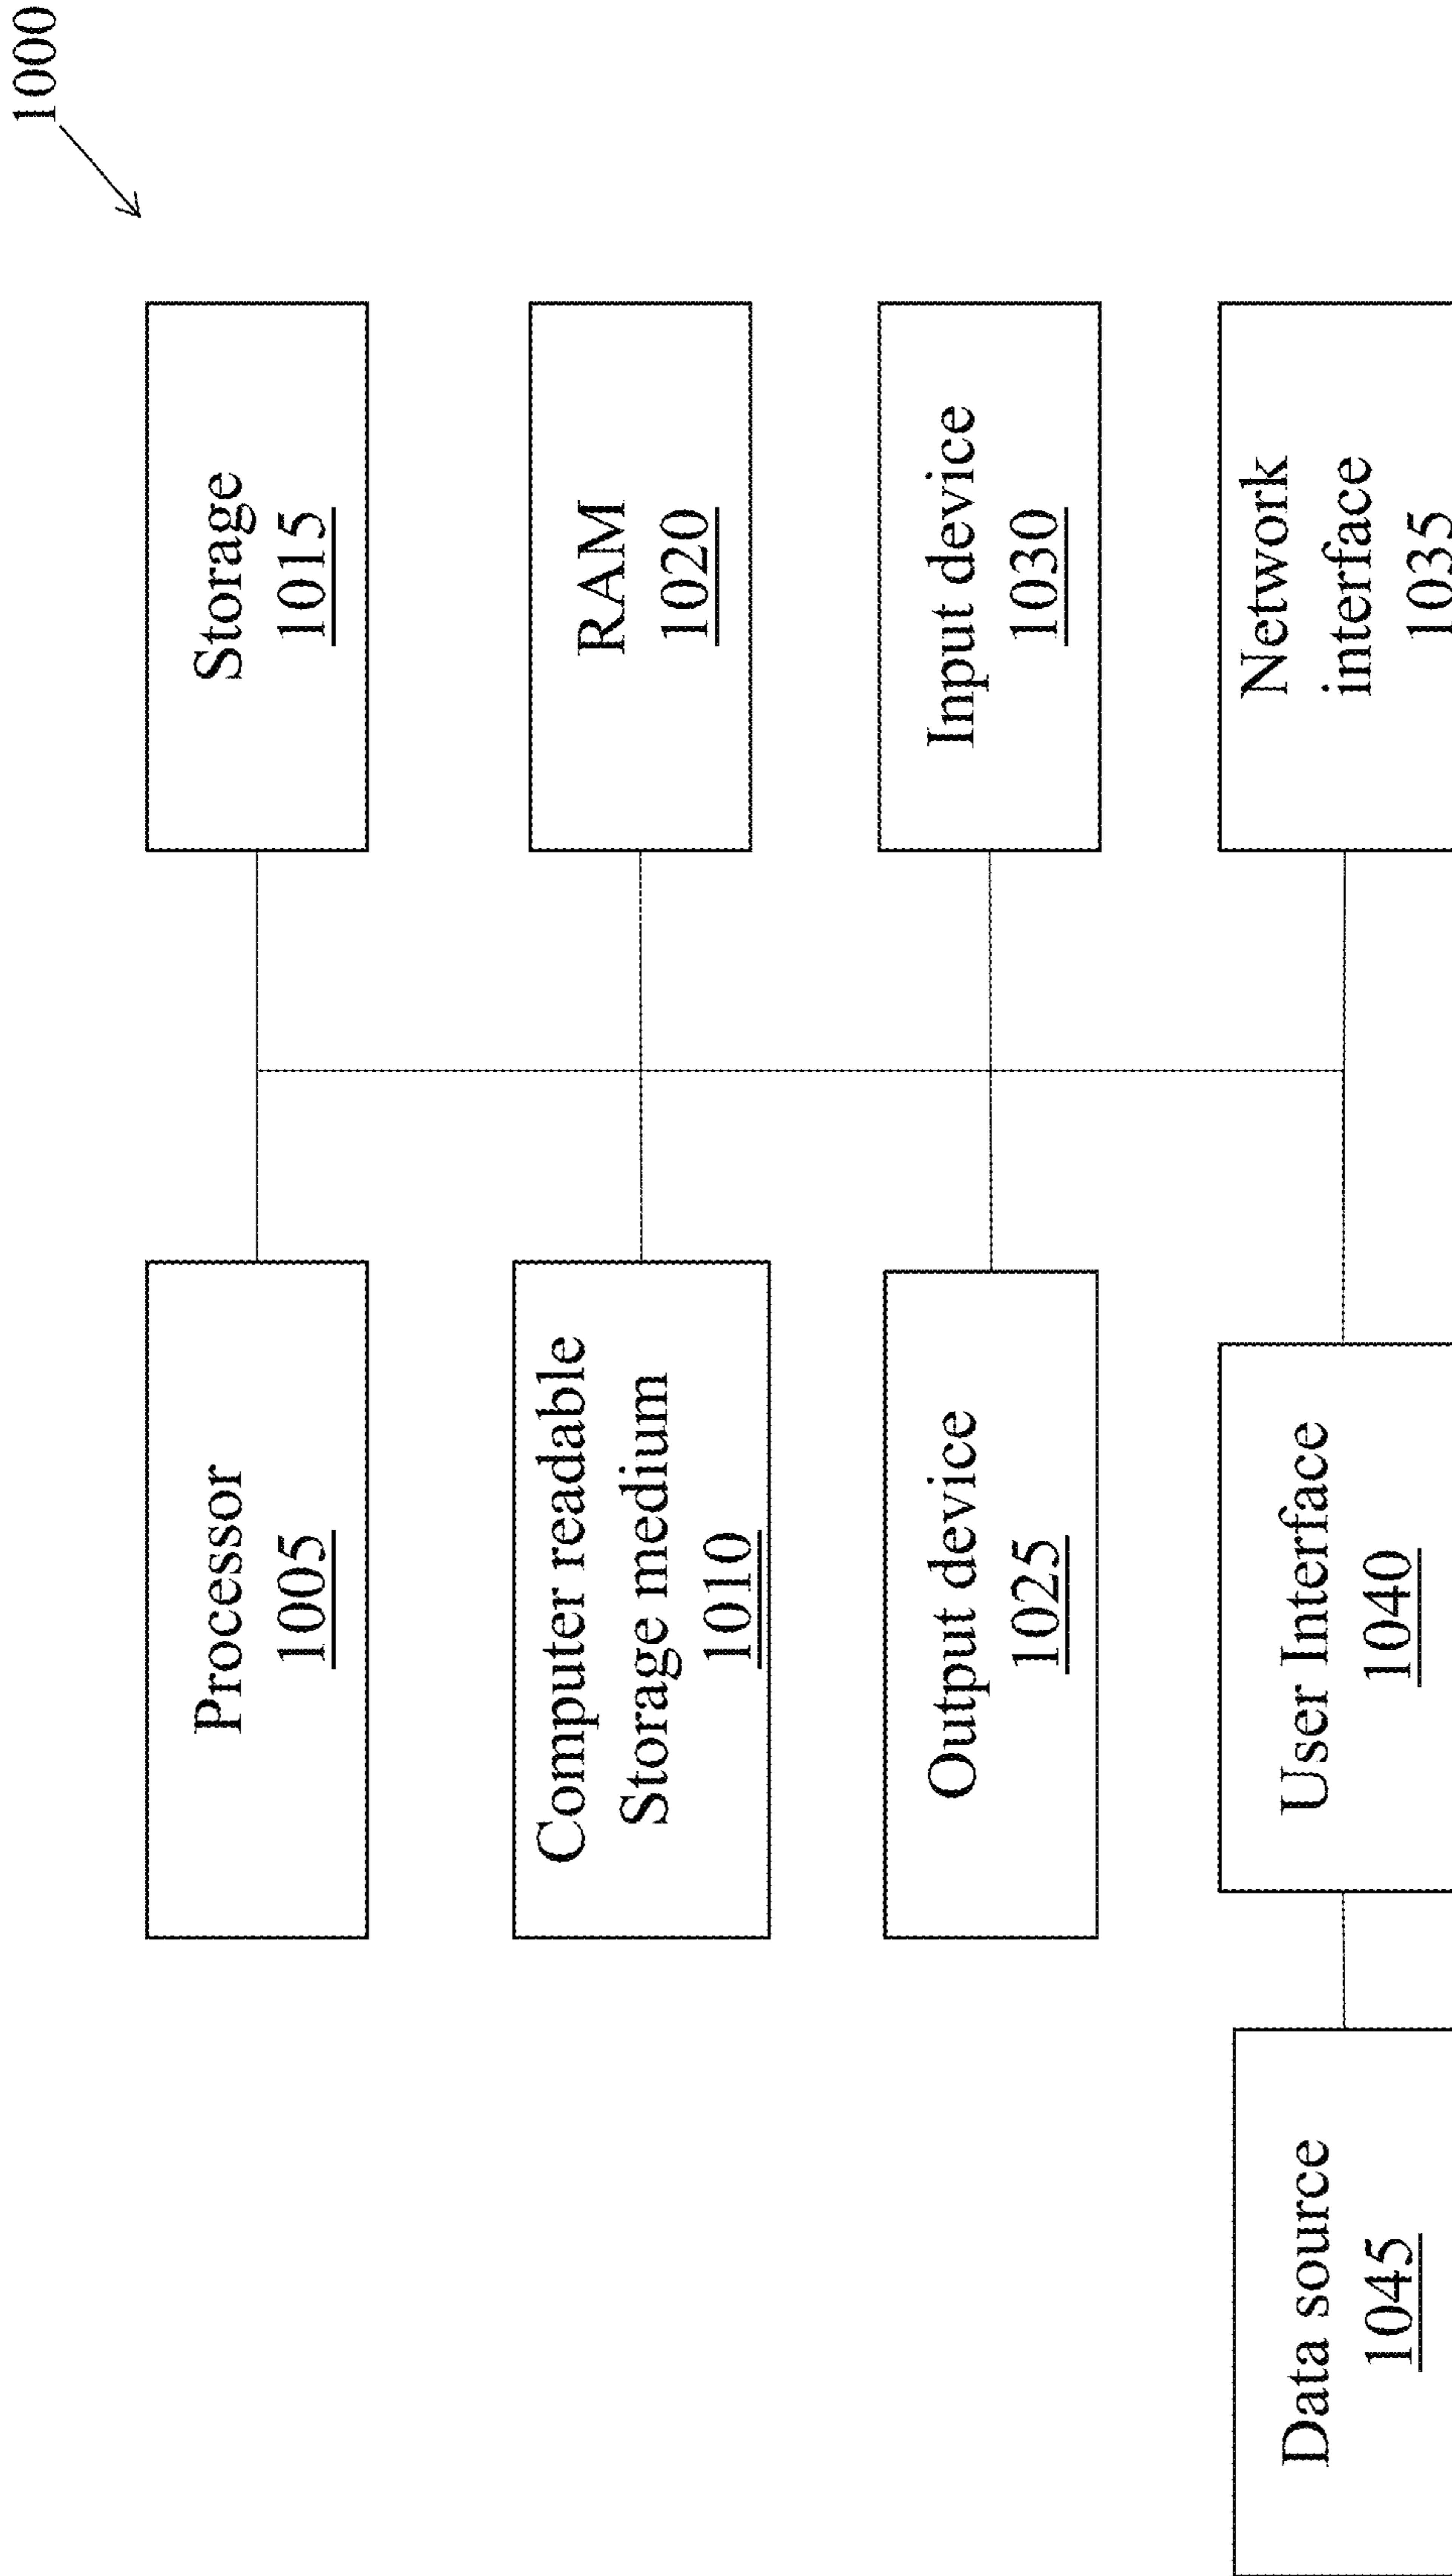 1000
Processor
1005
Storage
1015
Computer readable
Storage medium
1010
RAM
1020
Output device
1025
Input device
1030
Data source
1045
User Interface
1040
Network
interface
1035